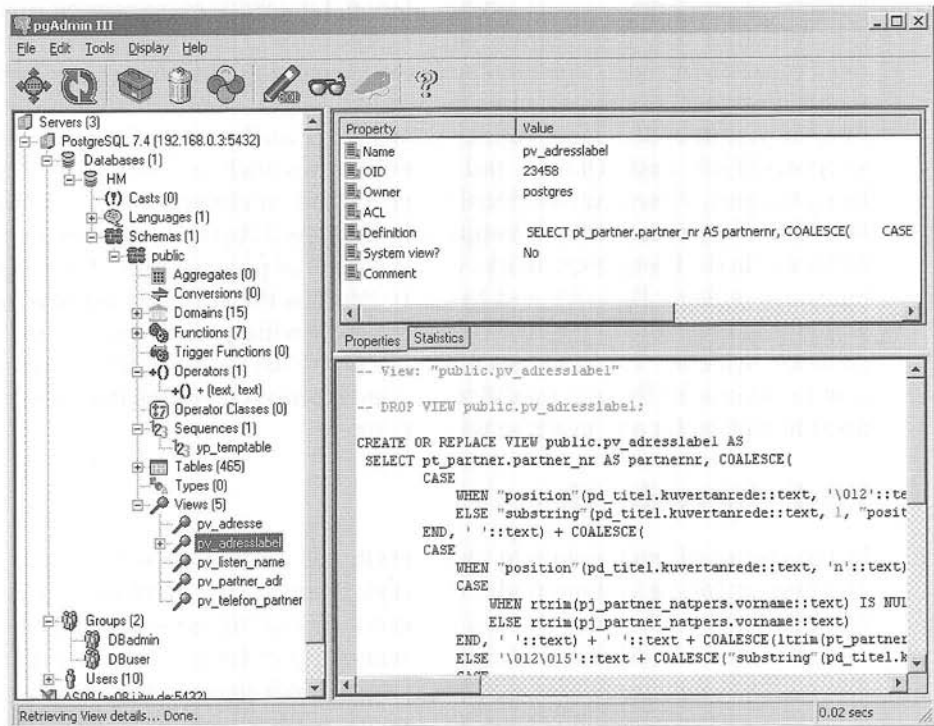 pgAdmin III
File Edit Tools Display Help
SQL
Servers (3)
PostgreSQL 7.4 (192.168.0.3:5432)
Databases (1)
HM
Casts (0)
Languages (1)
Schemas (1)
public
Aggregates (0)
Conversions (0)
Domains (15)
Functions (7)
Trigger Functions (0)
Operators (1)
+ (text, text)
Operator Classes (0)
Sequences (1)
yp_temptable
Tables (465)
Types (0)
Views (5)
pv_adresse
pv_adresslabel
pv_listen_name
pv_partner_adr
pv_telefon_partner
Groups (2)
DBadmin
DBuser
Users (10)
Property Value
Name pv_adresslabel
OID 23458
Owner postgres
ACL
Definition SELECT pt_partner.partner_nr AS partnernr, COALESCE( CASE
System view? No
Comment
Properties Statistics
-- View: "public.pv_adresslabel"
-- DROP VIEW public.pv_adresslabel;
CREATE OR REPLACE VIEW public.pv_adresslabel AS
SELECT pt_partner.partner_nr AS partnernr, COALESCE(
CASE
WHEN "position"(pd_titel.kuvertanrede::text, '\012'::te
ELSE "substring"(pd_titel.kuvertanrede::text, 1, "posit
END, ' '::text) + COALESCE(
CASE
WHEN "position"(pd_titel.kuvertanrede::text, 'n'::text)
CASE
WHEN rtrim(pj_partner_natpers.vorname::text) IS NUL
ELSE rtrim(pj_partner_natpers.vorname::text)
END, ' '::text) + ' '::text + COALESCE(ltrim(pt_partner
ELSE '\012\015'::text + COALESCE("substring"(pd_titel.k
CASE
Retrieving View details... Done.
0.02 secs